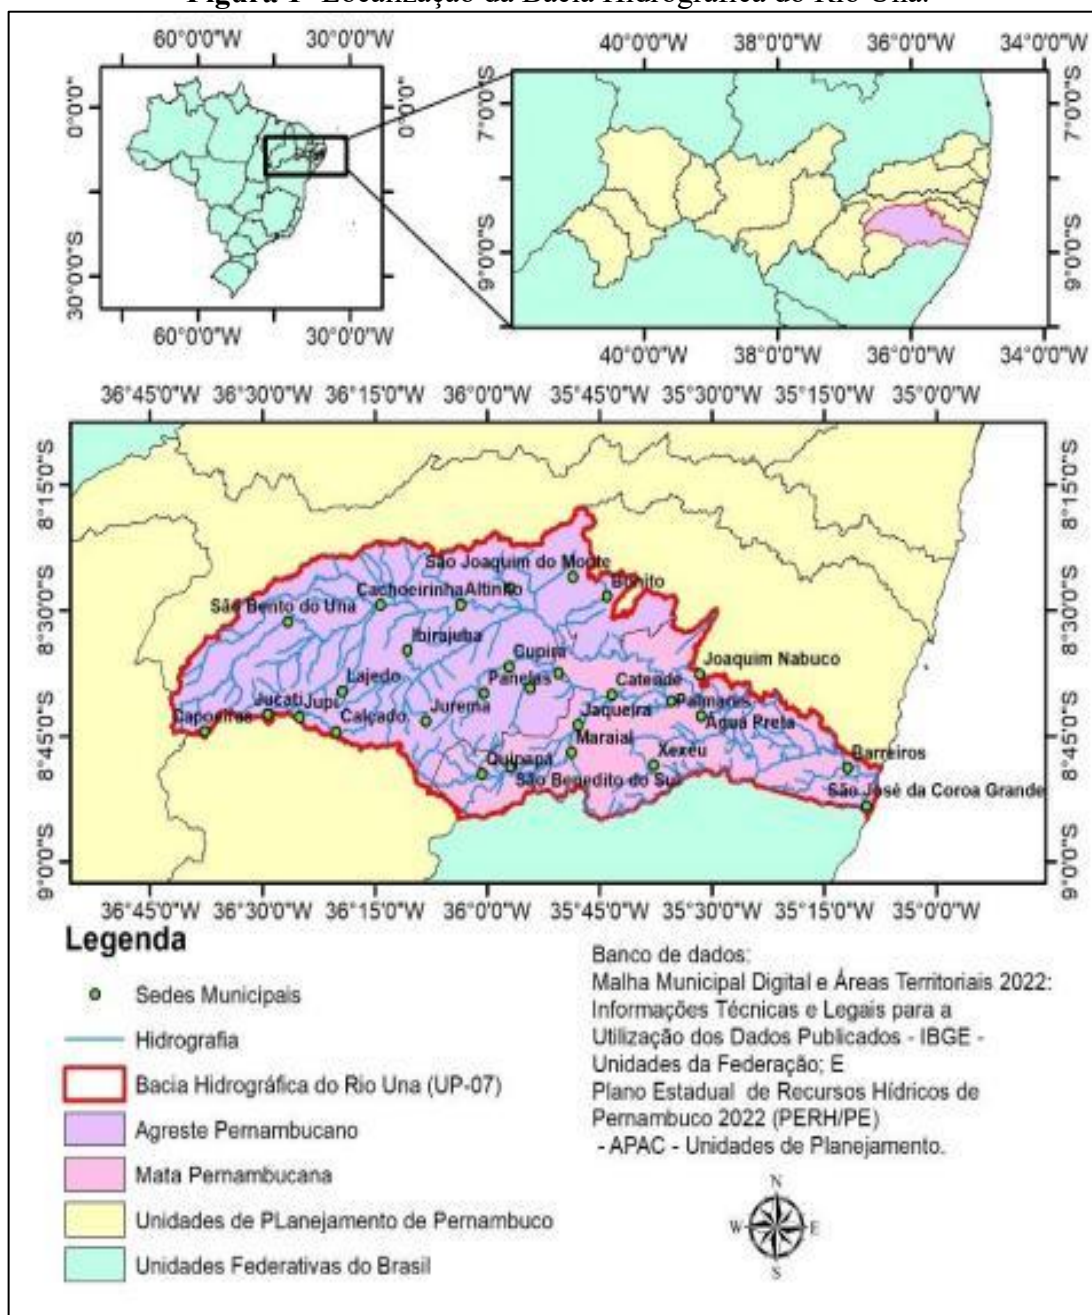 Figura 1- Localização da Bacia Hidrográfica do Rio Una.
60°0'0"W 30°0'0"W
40°0'0"W 38°0'0"W 36°0'0"W 34°0'0"W
0°0'0" 0°0'0"
30°0'0"S
7°0'0"S 7°0'0"S
9°0'0"S 9°0'0"S
60°0'0"W 30°0'0"W
40°0'0"W 38°0'0"W 36°0'0"W 34°0'0"W
36°45'0"W 36°30'0"W 36°15'0"W 36°0'0"W 35°45'0"W 35°30'0"W 35°15'0"W 35°0'0"W
8°15'0"S 8°15'0"S
São Joaquim do Monte
Bonito
Cachoeirinha Altinho
São Bento do Una
8°30'0"S 8°30'0"S
Ibirajuba
Cupira
Joaquim Nabuco
Lajedo
Panelas
Catende
Palmares
Jucati Jupi
Calçado
Jurema
Jaqueira
Água Preta
Capoeiras
8°45'0"S 8°45'0"S
Maraial
Xexéu
Barreiros
Quipapá
São Benedito do Sul
São José da Coroa Grande
9°0'0"S 9°0'0"S
36°45'0"W 36°30'0"W 36°15'0"W 36°0'0"W 35°45'0"W 35°30'0"W 35°15'0"W 35°0'0"W
Legenda
Sedes Municipais
Hidrografia
Bacia Hidrográfica do Rio Una (UP-07)
Agreste Pernambucano
Mata Pernambucana
Unidades de PLanejamento de Pernambuco
Unidades Federativas do Brasil
Banco de dados:
Malha Municipal Digital e Áreas Territoriais 2022:
Informações Técnicas e Legais para a
Utilização dos Dados Publicados - IBGE -
Unidades da Federação; E
Plano Estadual de Recursos Hídricos de
Pernambuco 2022 (PERH/PE)
- APAC - Unidades de Planejamento.
N
W E
S